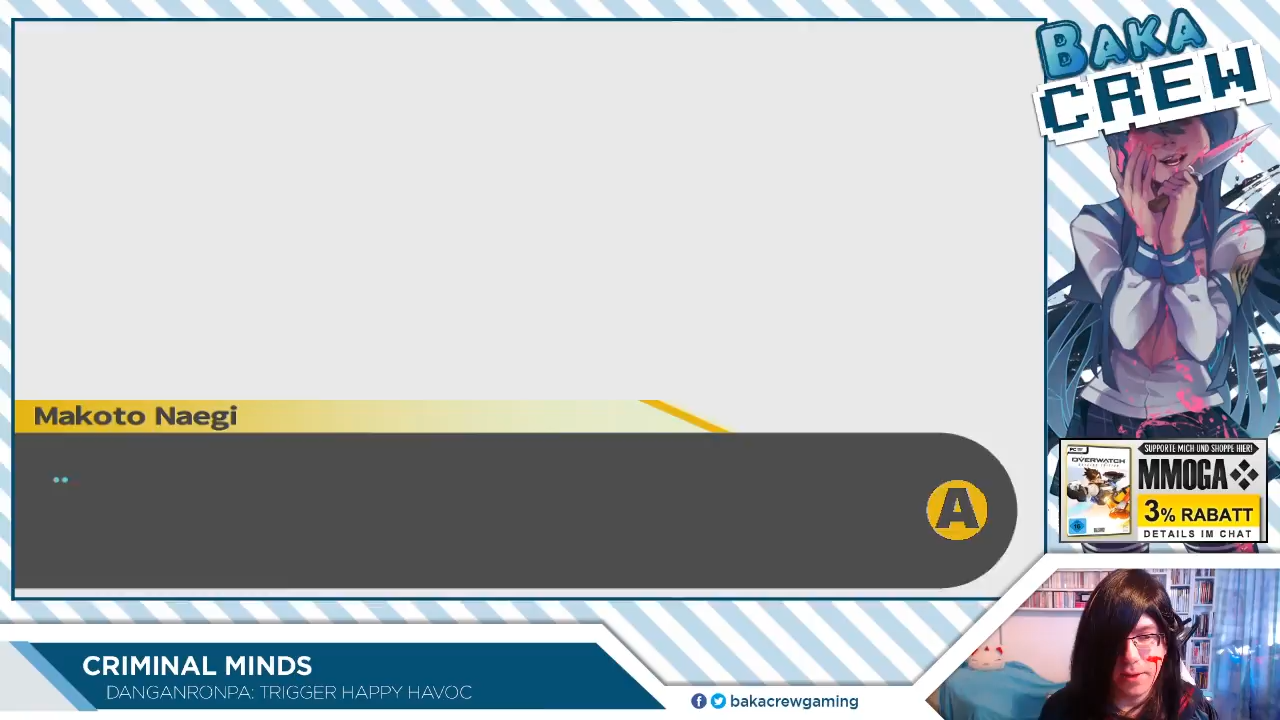 BAKA
CREW
Makoto Naegi
..
A
SUPPORTE MICH UND SHOPPE HIER!
OVERWATCH
MMOGA
3% RABATT
DETAILS IM CHAT
CRIMINAL MINDS
DANGANRONPA: TRIGGER HAPPY HAVOC
bakacrewgaming